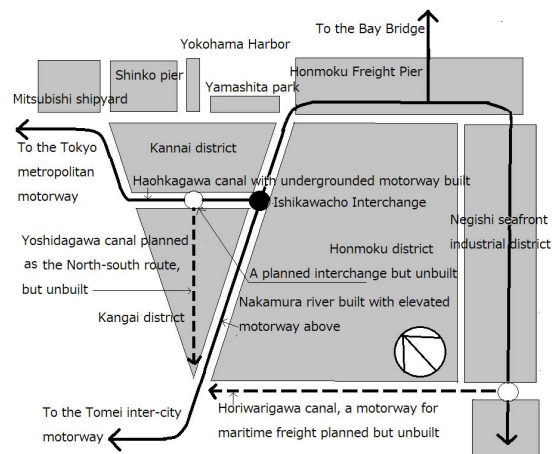 To the Bay Bridge
Yokohama Harbor
Shinko pier
Honmoku Freight Pier
Yamashita park
Mitsubishi shipyard
To the Tokyo
metropolitan
motorway
Kannai district
Haohkagawa canal with undergrounded motorway built
Ishikawacho Interchange
Negishi seafront
industrial district
Yoshidagawa canal planned
as the North-south route,
but unbuilt
Honmoku district
A planned interchange but unbuilt
Kangai district
Nakamura river built with elevated
motorway above
To the Tomei inter-city
motorway
Horiwarigawa canal, a motorway for
maritime freight planned but unbuilt